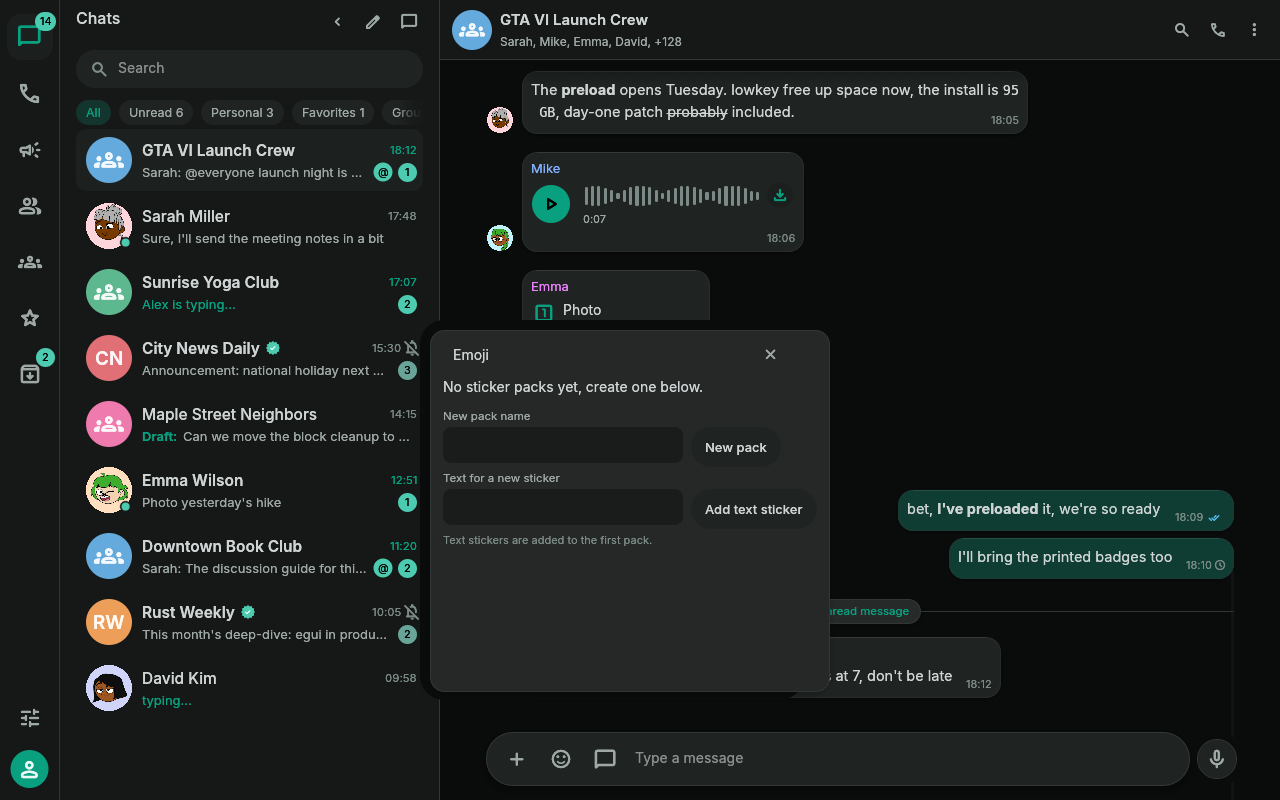 14
Chats
Search
All
Unread 6
Personal 3
Favorites 1
Grou
GTA VI Launch Crew
18:12
Sarah: @everyone launch night is ...
@
1
Sarah Miller
17:48
Sure, I'll send the meeting notes in a bit
Sunrise Yoga Club
17:07
Alex is typing...
2
CN
City News Daily
15:30
Announcement: national holiday next ...
3
Maple Street Neighbors
14:15
Draft: Can we move the block cleanup to ...
Emma Wilson
12:51
Photo yesterday's hike
1
Downtown Book Club
11:20
Sarah: The discussion guide for thi...
@
2
RW
Rust Weekly
10:05
This month's deep-dive: egui in produ...
2
David Kim
09:58
typing...
2
GTA VI Launch Crew
Sarah, Mike, Emma, David, +128
The preload opens Tuesday. lowkey free up space now, the install is 95
GB, day-one patch probably included.
18:05
Mike
0:07
18:06
Emma
1
Photo
Emoji
No sticker packs yet, create one below.
New pack name
New pack
Text for a new sticker
Add text sticker
Text stickers are added to the first pack.
bet, I've preloaded it, we're so ready
18:09
I'll bring the printed badges too
18:10
read message
at 7, don't be late
18:12
Type a message